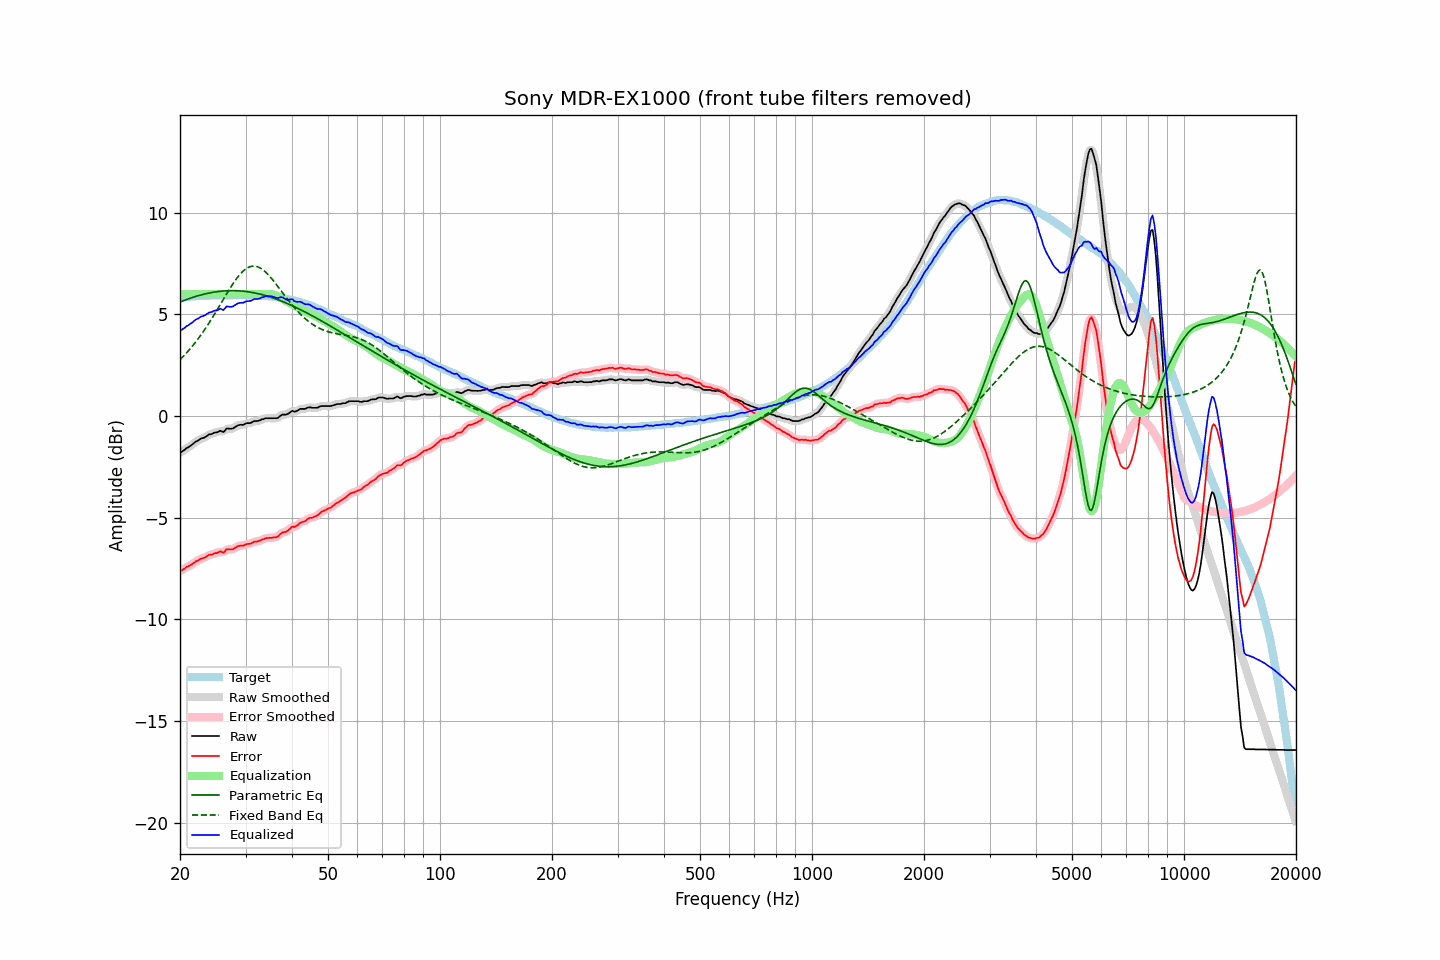 Sony MDR-EX1000 (front tube filters removed)
Amplitude (dBr)
10
5
0
−5
−10
−15
−20
Target
Raw Smoothed
Error Smoothed
Raw
Error
Equalization
Parametric Eq
Fixed Band Eq
Equalized
20 50 100 200 500 1000 2000 5000 10000 20000
Frequency (Hz)